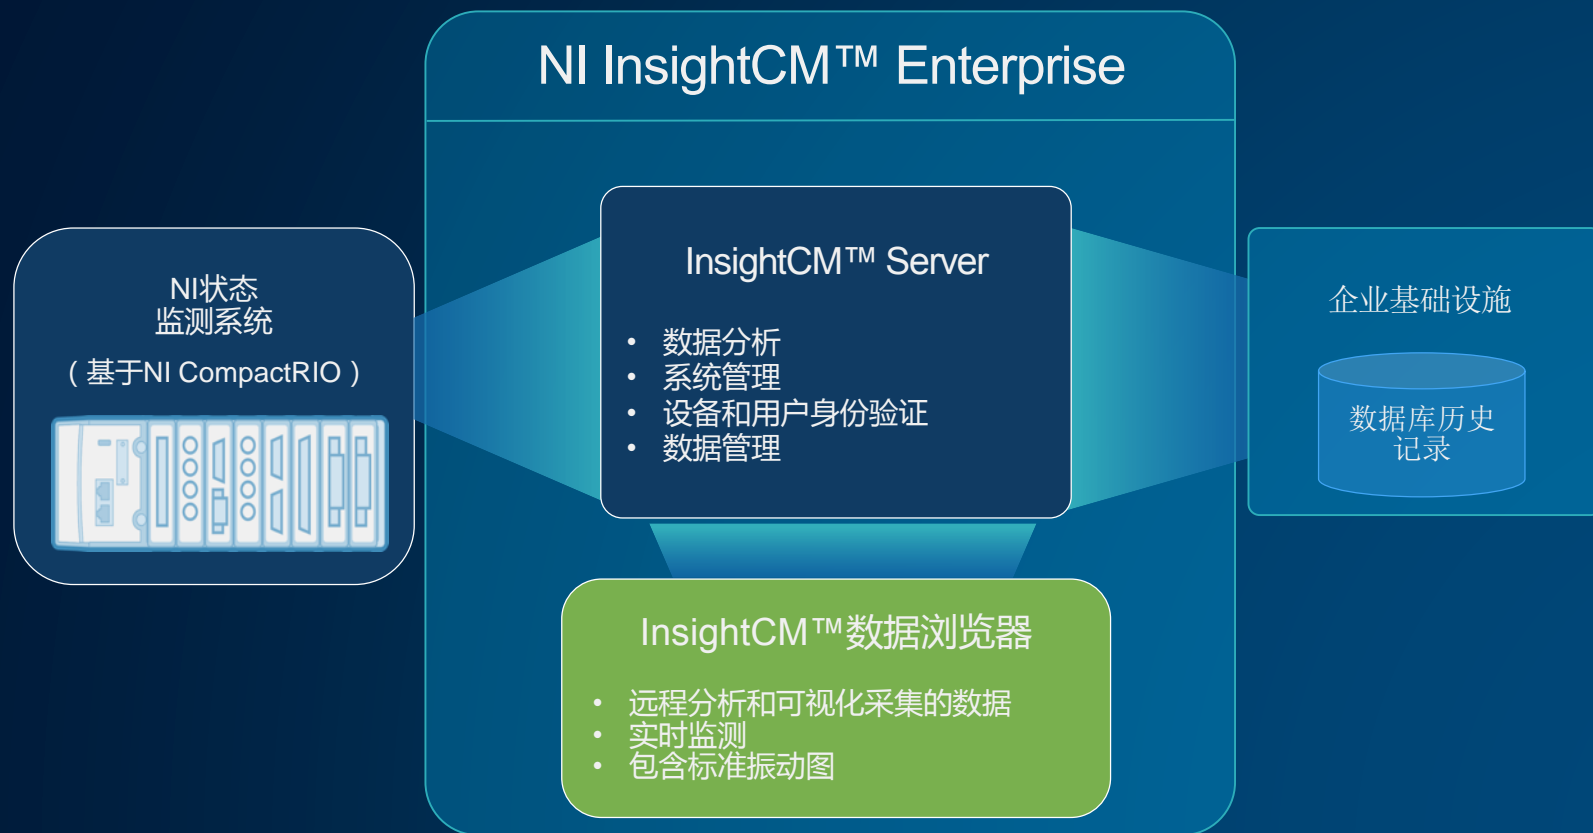 NI InsightCM™ Enterprise
NI状态
监测系统
（基于NI CompactRIO）
InsightCM™ Server
• 数据分析
• 系统管理
• 设备和用户身份验证
• 数据管理
企业基础设施
数据库历史
记录
InsightCM™数据浏览器
• 远程分析和可视化采集的数据
• 实时监测
• 包含标准振动图